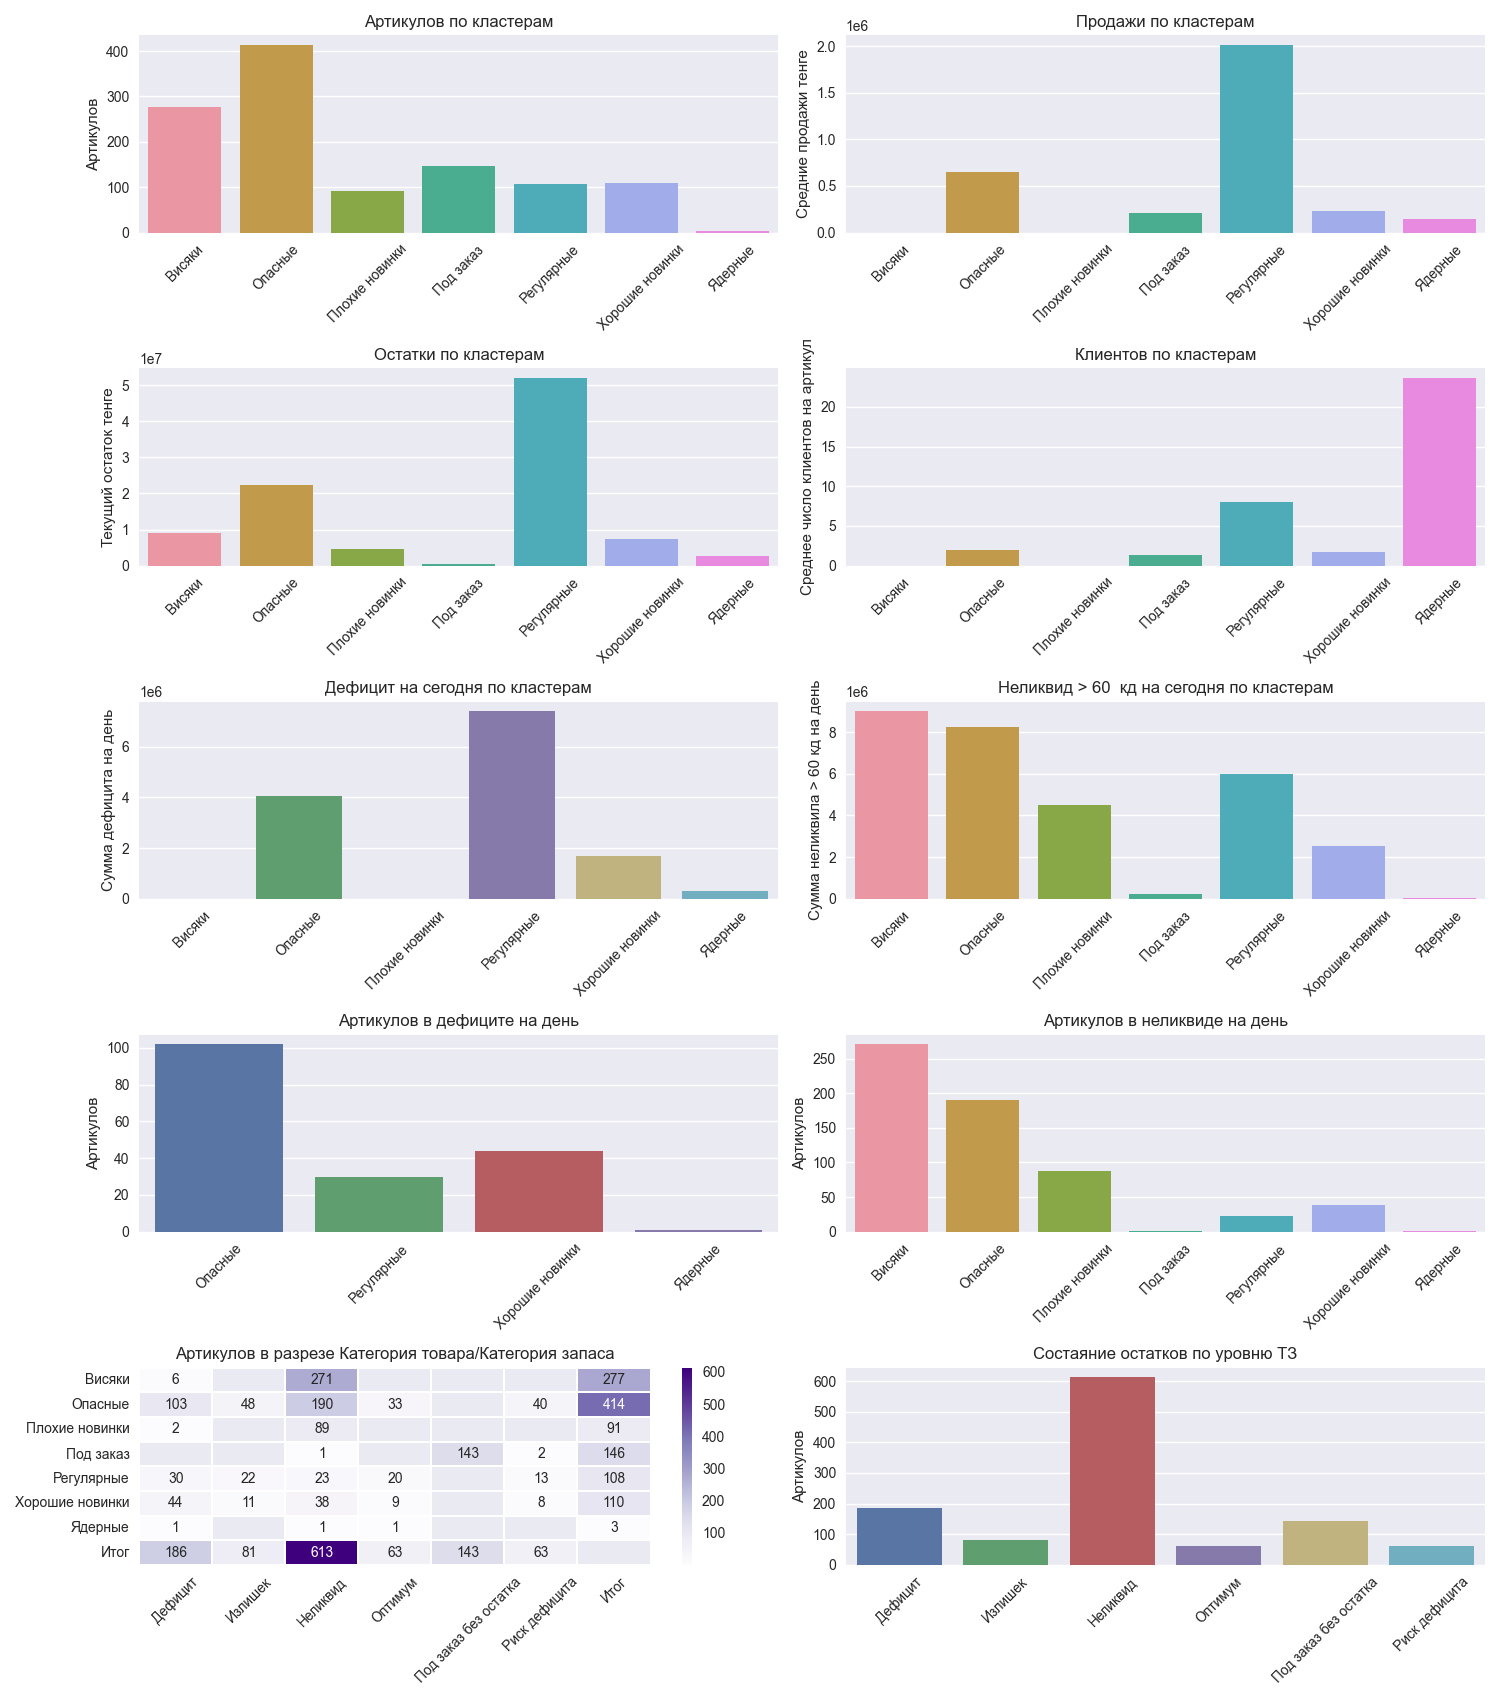 Артикулов по кластерам
Артикулов
400
300
200
100
0
Висяки
Опасные
Плохие новинки
Под заказ
Регулярные
Хорошие новинки
Ядерные
Продажи по кластерам
1e6
Средние продажи тенге
2.0
1.5
1.0
0.5
0.0
Висяки
Опасные
Плохие новинки
Под заказ
Регулярные
Хорошие новинки
Ядерные
Остатки по кластерам
1e7
Текущий остаток тенге
5
4
3
2
1
0
Висяки
Опасные
Плохие новинки
Под заказ
Регулярные
Хорошие новинки
Ядерные
Клиентов по кластерам
Среднее число клиентов на артикул
20
15
10
5
0
Висяки
Опасные
Плохие новинки
Под заказ
Регулярные
Хорошие новинки
Ядерные
Дефицит на сегодня по кластерам
1e6
Сумма дефицита на день
6
4
2
0
Висяки
Опасные
Плохие новинки
Регулярные
Хорошие новинки
Ядерные
Неликвид > 60 кд на сегодня по кластерам
1e6
Сумма неликвила > 60 кд на день
8
6
4
2
0
Висяки
Опасные
Плохие новинки
Под заказ
Регулярные
Хорошие новинки
Ядерные
Артикулов в дефиците на день
Артикулов
100
80
60
40
20
0
Опасные
Регулярные
Хорошие новинки
Ядерные
Артикулов в неликвиде на день
Артикулов
250
200
150
100
50
0
Висяки
Опасные
Плохие новинки
Под заказ
Регулярные
Хорошие новинки
Ядерные
Артикулов в разрезе Категория товара/Категория запаса
Висяки 6 271 277
Опасные 103 48 190 33 40 414
Плохие новинки 2 89 91
Под заказ 1 143 2 146
Регулярные 30 22 23 20 13 108
Хорошие новинки 44 11 38 9 8 110
Ядерные 1 1 1 3
Итог 186 81 613 63 143 63
Дефицит
Излишек
Неликвид
Оптимум
Под заказ без остатка
Риск дефицита
Итог
600
500
400
300
200
100
Состаяние остатков по уровню ТЗ
Артикулов
600
500
400
300
200
100
0
Дефицит
Излишек
Неликвид
Оптимум
Под заказ без остатка
Риск дефицита